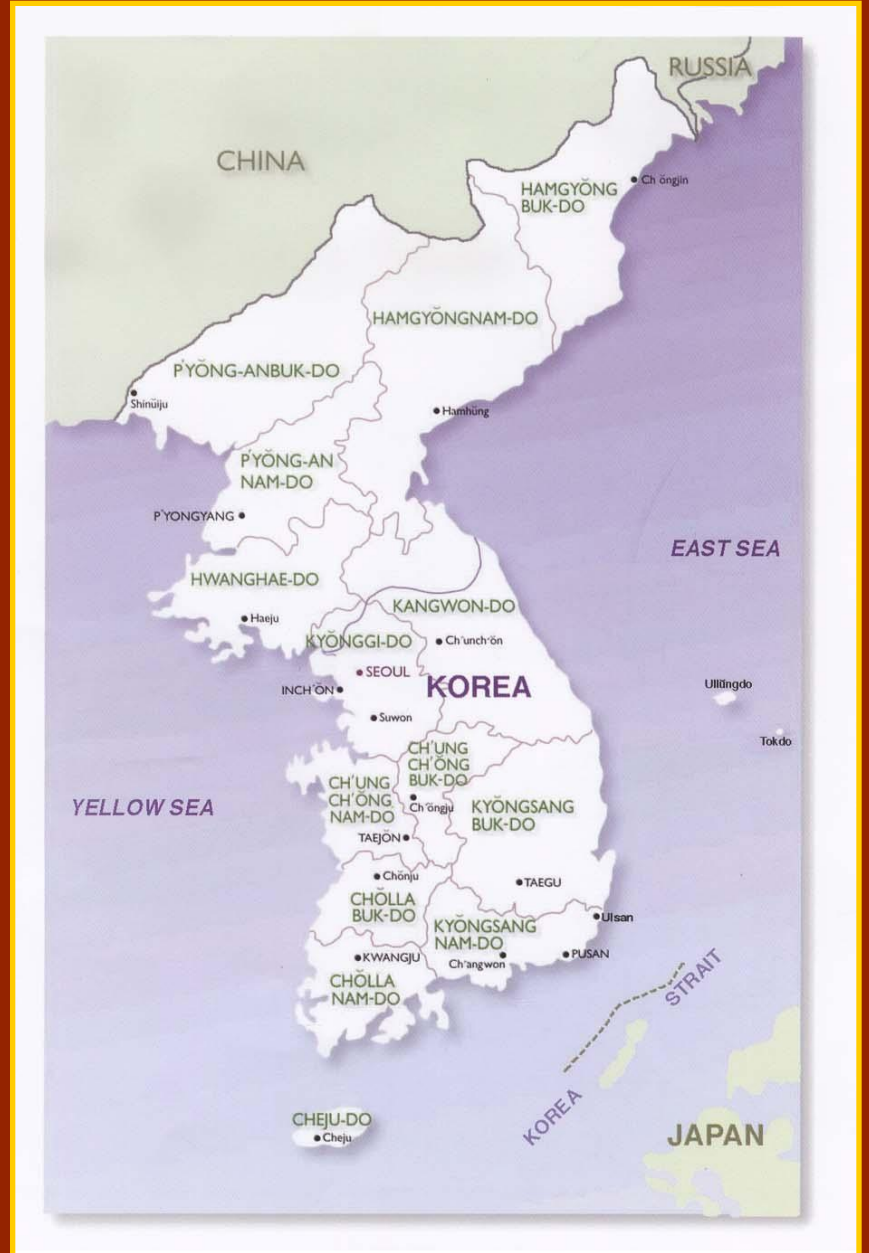 RUSSIA
CHINA
Ch ŏngjin
HAMGYŎNG
BUK-DO
HAMGYŎNGNAM-DO
P'YŎNG-ANBUK-DO
Shinŭiju
Hamhŭng
P'YŎNG-AN
NAM-DO
P'YONGYANG
EAST SEA
HWANGHAE-DO
KANGWON-DO
Haeju
KYŎNGGI-DO
Ch'unch'ŏn
SEOUL
KOREA
INCH'ŎN
Ullŭngdo
Suwon
Tokdo
CH'UNG
CH'ŎNG
BUK-DO
CH'UNG
CH'ŎNG
NAM-DO
Ch'ŏngju
KYŎNGSANG
BUK-DO
YELLOW SEA
TAEJŎN
Chŏnju
TAEGU
CHŎLLA
BUK-DO
Ulsan
KYŎNGSANG
NAM-DO
KWANGJU
Ch'angwon
PUSAN
CHŎLLA
NAM-DO
KOREA STRAIT
CHEJU-DO
Cheju
JAPAN